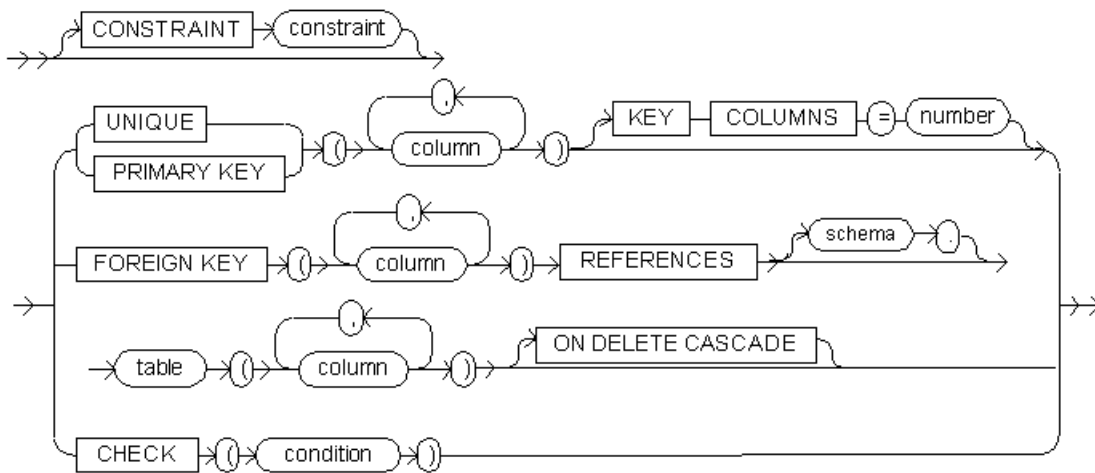 CONSTRAINT constraint
,
UNIQUE
KEY COLUMNS = number
( column )
PRIMARY KEY
,
schema .
FOREIGN KEY ( column ) REFERENCES
,
ON DELETE CASCADE
table ( column )
CHECK ( condition )